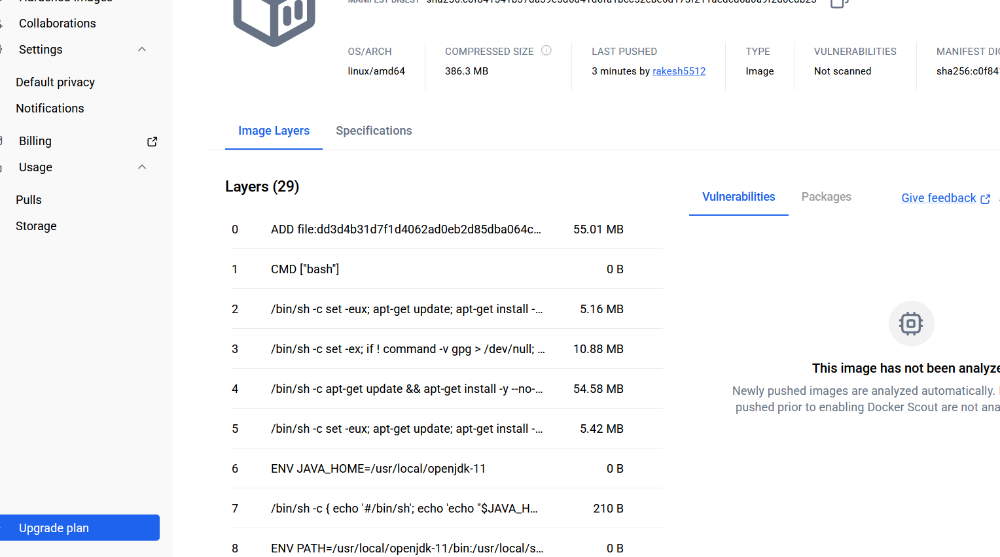 Collaborations
Settings
Default privacy
Notifications
Billing
Usage
Pulls
Storage
Upgrade plan
OS/ARCH
linux/amd64
COMPRESSED SIZE
386.3 MB
LAST PUSHED
3 minutes by rakesh5512
TYPE
Image
VULNERABILITIES
Not scanned
MANIFEST DIG
sha256:c0f84
Image Layers
Specifications
Layers (29)
0 ADD file:dd3d4b31d7f1d4062ad0eb2d85dba064c... 55.01 MB
1 CMD ["bash"] 0 B
2 /bin/sh -c set -eux; apt-get update; apt-get install -... 5.16 MB
3 /bin/sh -c set -ex; if ! command -v gpg > /dev/null; ... 10.88 MB
4 /bin/sh -c apt-get update && apt-get install -y --no-... 54.58 MB
5 /bin/sh -c set -eux; apt-get update; apt-get install -... 5.42 MB
6 ENV JAVA_HOME=/usr/local/openjdk-11 0 B
7 /bin/sh -c { echo '#/bin/sh'; echo 'echo "$JAVA_H... 210 B
8 ENV PATH=/usr/local/openjdk-11/bin:/usr/local/s... 0 B
Vulnerabilities
Packages
Give feedback
This image has not been analyze
Newly pushed images are analyzed automatically.
pushed prior to enabling Docker Scout are not ana